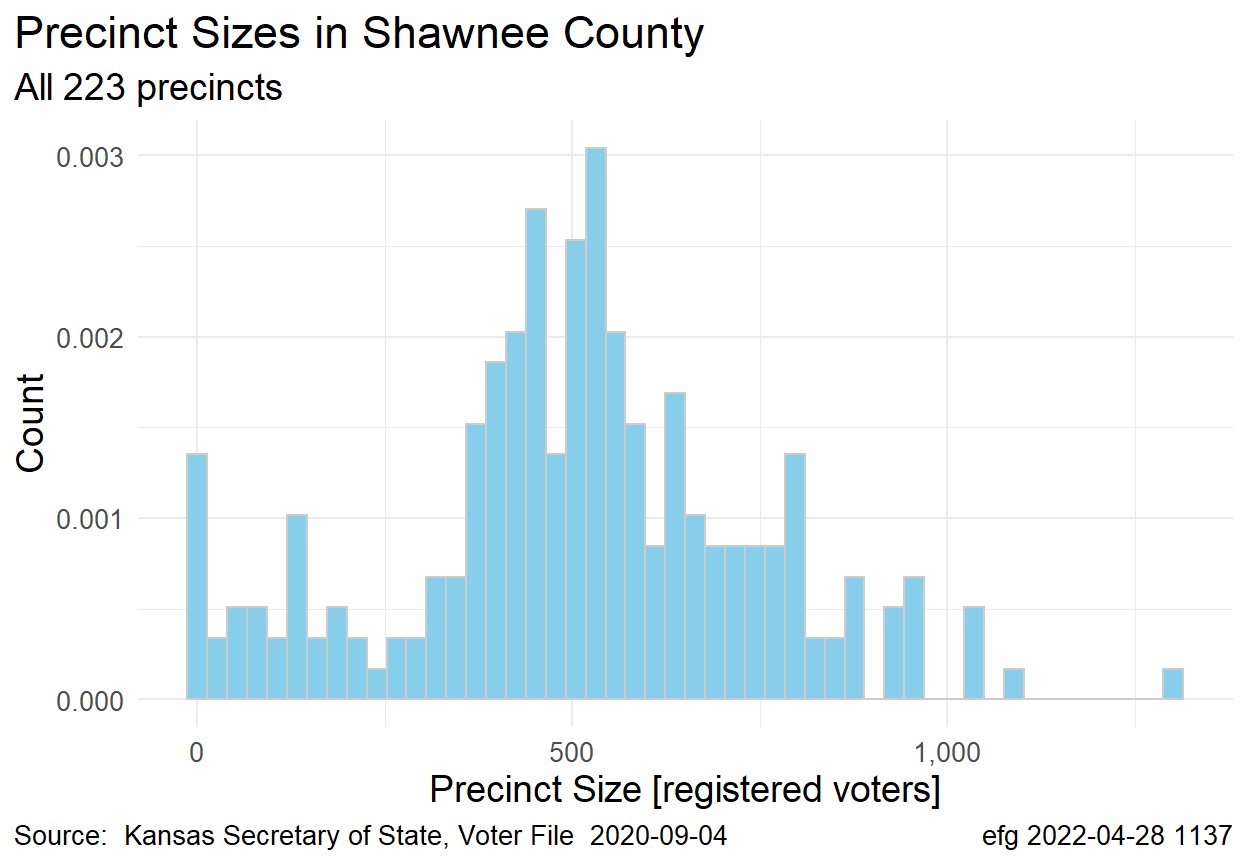 Precinct Sizes in Shawnee County
All 223 precincts
0.003
0.002
0.001
0.000
Count
0 500 1,000
Precinct Size [registered voters]
Source:  Kansas Secretary of State, Voter File  2020-09-04 efg 2022-04-28 1137